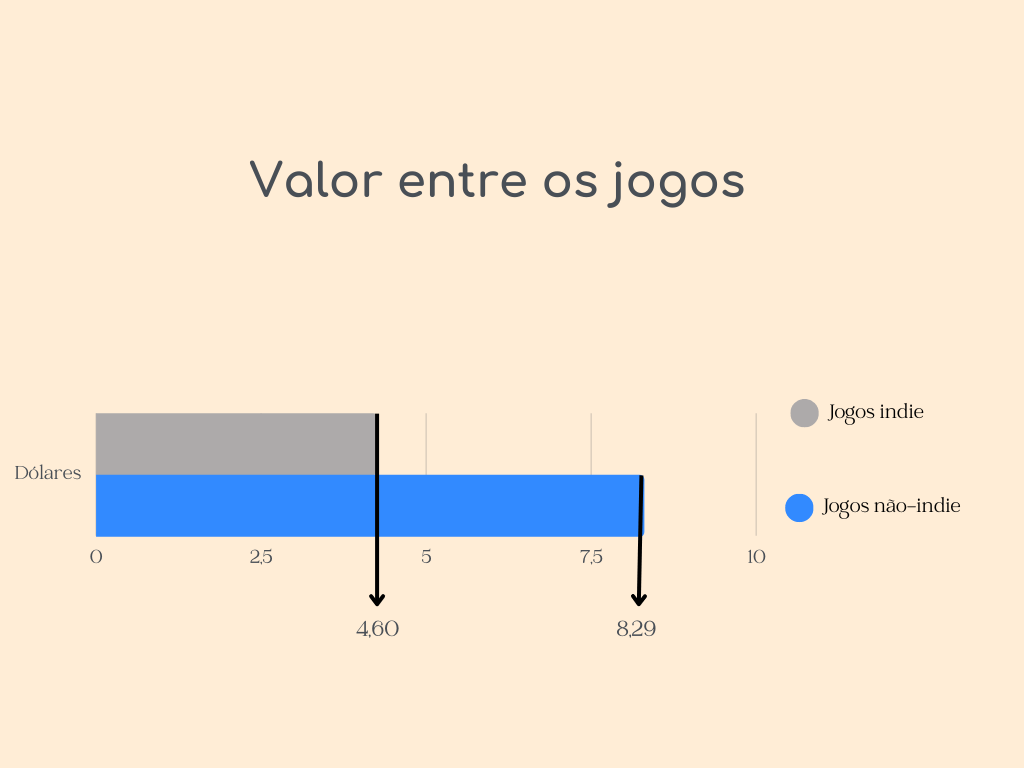 Valor entre os jogos
Jogos indie
Dólares
Jogos não-indie
0
2,5
5
7,5
10
4,60
8,29